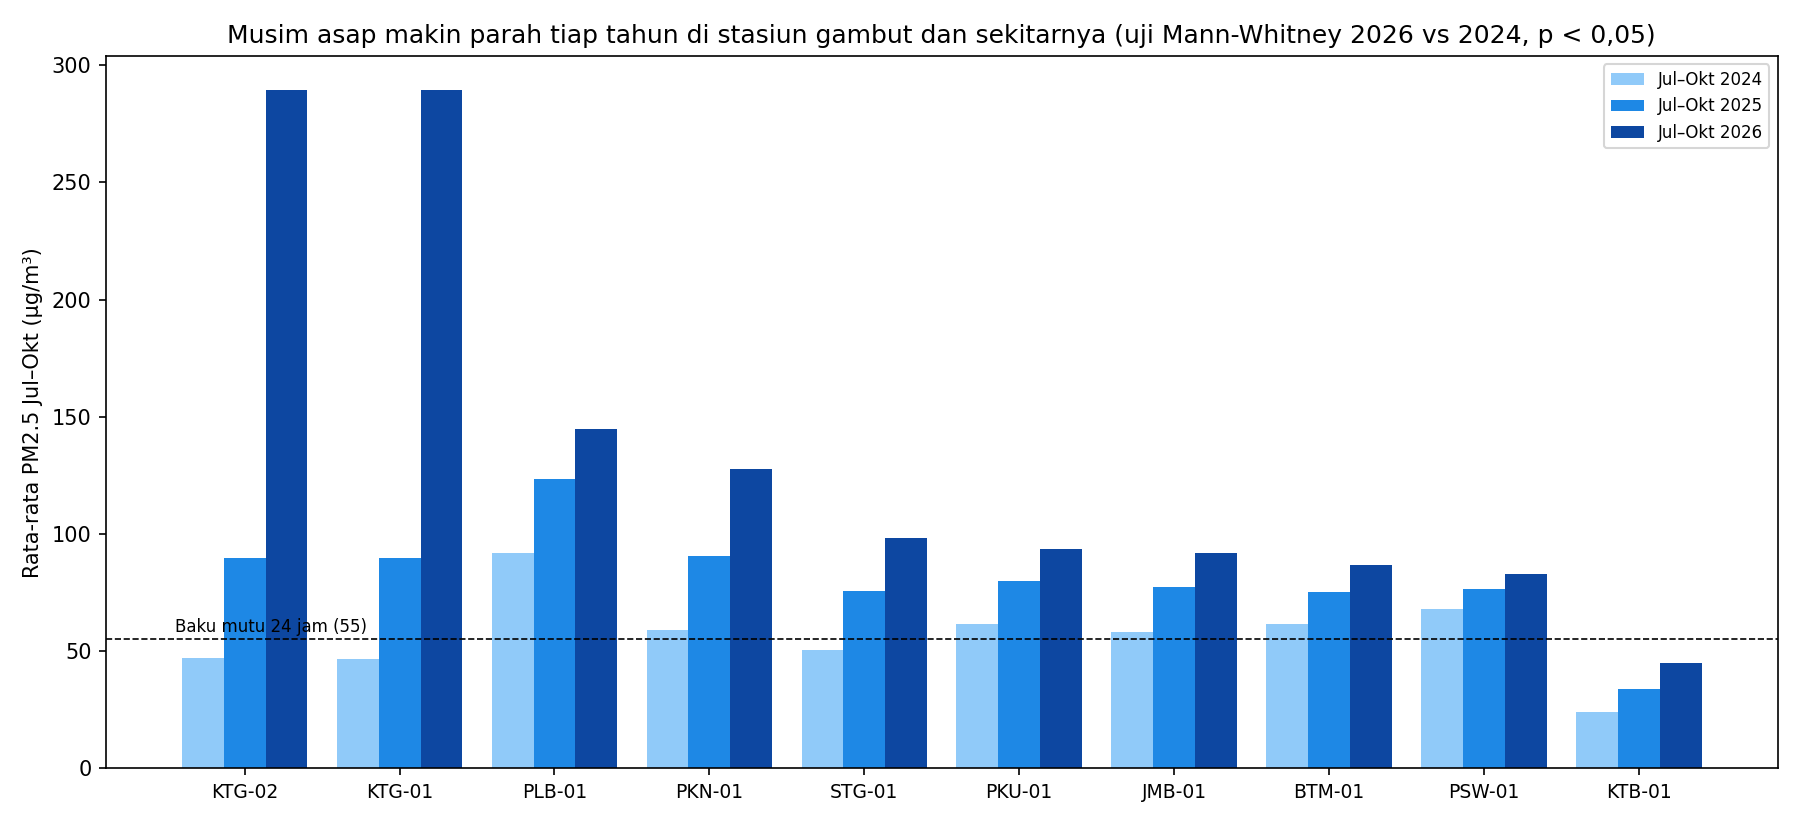 Musim asap makin parah tiap tahun di stasiun gambut dan sekitarnya (uji Mann-Whitney 2026 vs 2024, p < 0,05)
Rata-rata PM2.5 Jul–Okt (µg/m³)
300
250
200
150
100
50
0
Jul–Okt 2024
Jul–Okt 2025
Jul–Okt 2026
Baku mutu 24 jam (55)
KTG-02
KTG-01
PLB-01
PKN-01
STG-01
PKU-01
JMB-01
BTM-01
PSW-01
KTB-01